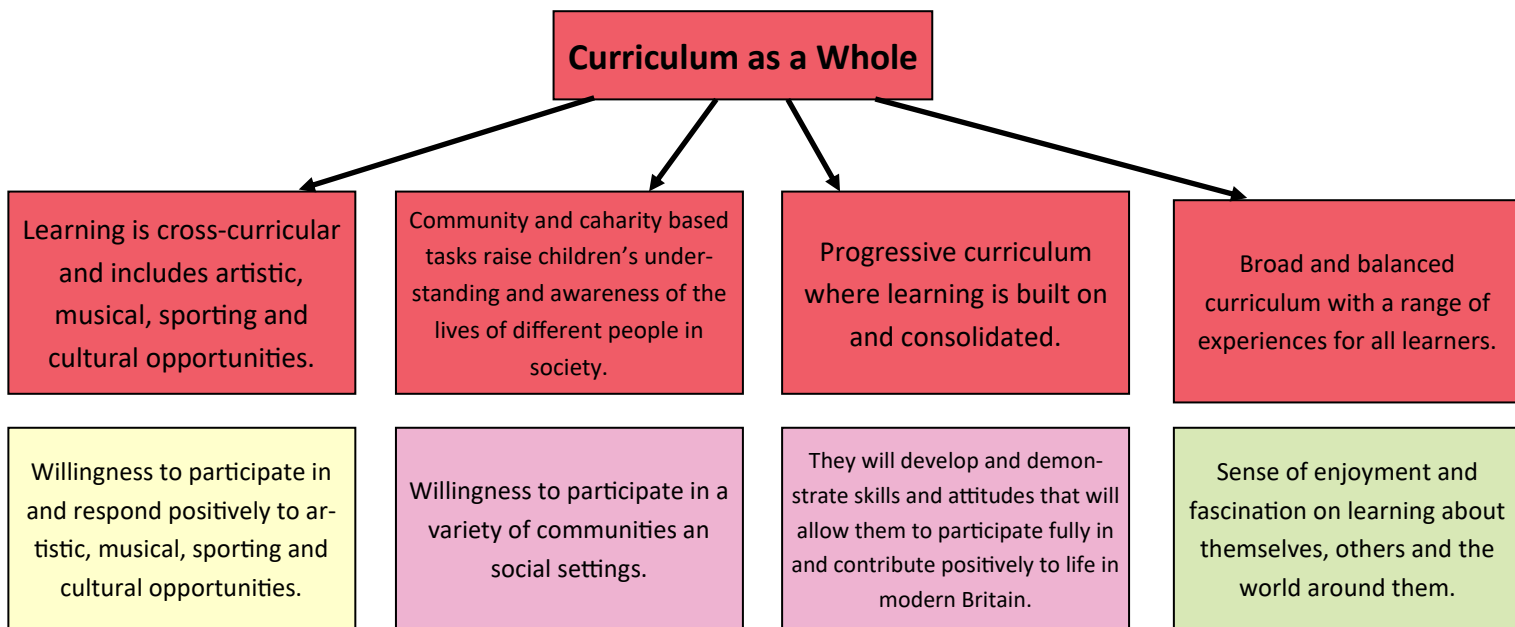 Curriculum as a Whole
Learning is cross-curricular
and includes artistic,
musical, sporting and
cultural opportunities.
Community and caharity based
tasks raise children’s under-
standing and awareness of the
lives of different people in
society.
Progressive curriculum
where learning is built on
and consolidated.
Broad and balanced
curriculum with a range of
experiences for all learners.
Willingness to participate in
and respond positively to ar-
tistic, musical, sporting and
cultural opportunities.
Willingness to participate in a
variety of communities an
social settings.
They will develop and demon-
strate skills and attitudes that will
allow them to participate fully in
and contribute positively to life in
modern Britain.
Sense of enjoyment and
fascination on learning about
themselves, others and the
world around them.